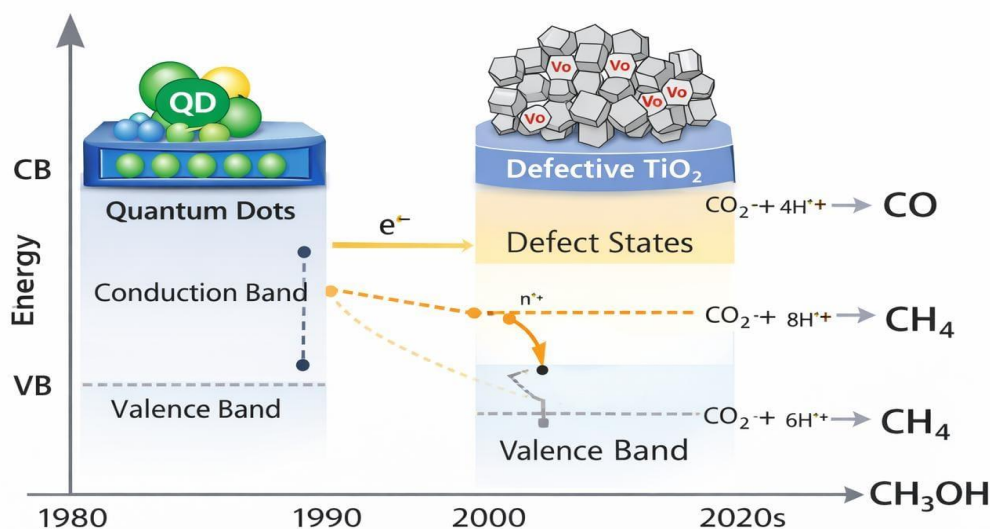 QD
Vo
Vo
Vo
Vo
Vo
CB
Defective TiO₂
Quantum Dots
CO₂-+ 4H⁺+
CO
e⁻
Defect States
Energy
Conduction Band
n⁺+
CO₂-+ 8H⁺+
CH₄
VB
Valence Band
CO₂-+ 6H⁺+
CH₄
Valence Band
CH₃OH
1980
1990
2000
2020s